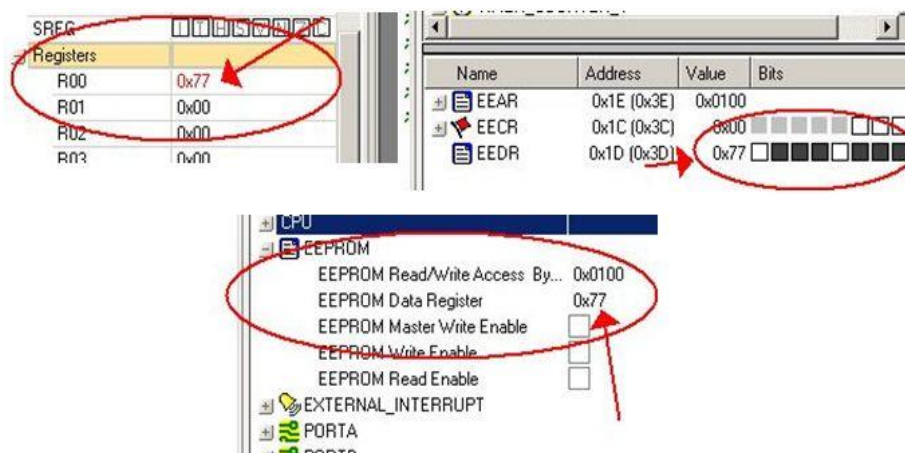 SREG I T H S V N Z C
Registers
R00 0x77
R01 0x00
R02 0x00
R03 0x00
Name Address Value Bits
EEAR 0x1E (0x3E) 0x0100
EECR 0x1C (0x3C) 0x00
EEDR 0x1D (0x3D) 0x77
CPU
EEPROM
EEPROM Read/Write Access By... 0x0100
EEPROM Data Register 0x77
EEPROM Master Write Enable
EEPROM Write Enable
EEPROM Read Enable
EXTERNAL_INTERRUPT
PORTA